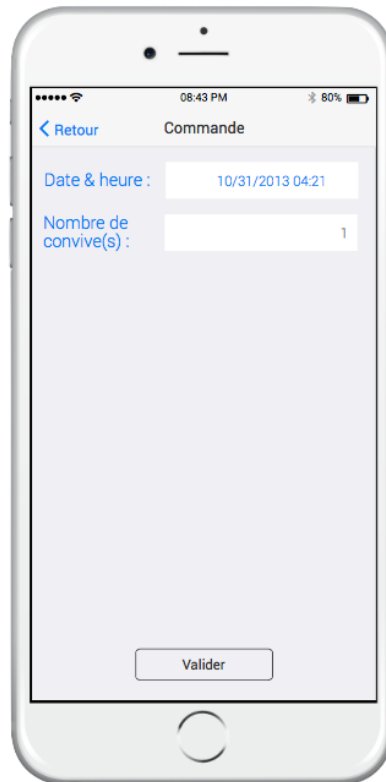 08:43 PM
80%
Retour
Commande
Date & heure :
10/31/2013 04:21
Nombre de
convive(s) :
1
Valider